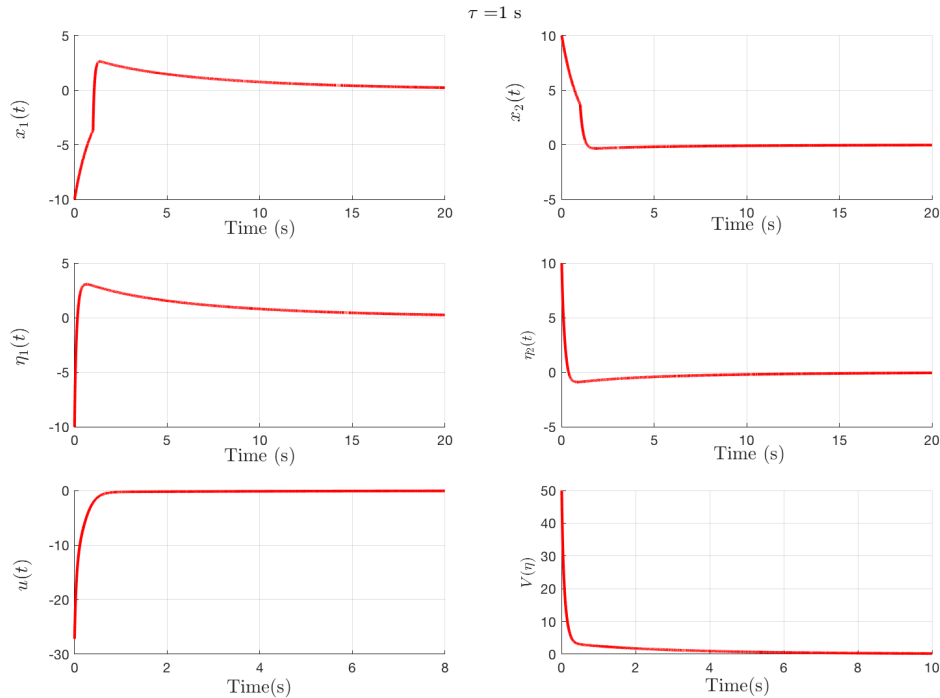 τ =1 s
5
0
-5
-10
x₁(t)
0 5 10 15 20
Time (s)
10
5
0
-5
x₂(t)
0 5 10 15 20
Time (s)
5
0
-5
-10
η₁(t)
0 5 10 15 20
Time (s)
10
5
0
-5
η₂(t)
0 5 10 15 20
Time (s)
0
-10
-20
-30
u(t)
0 2 4 6 8
Time(s)
50
40
30
20
10
0
V(η)
0 2 4 6 8 10
Time(s)